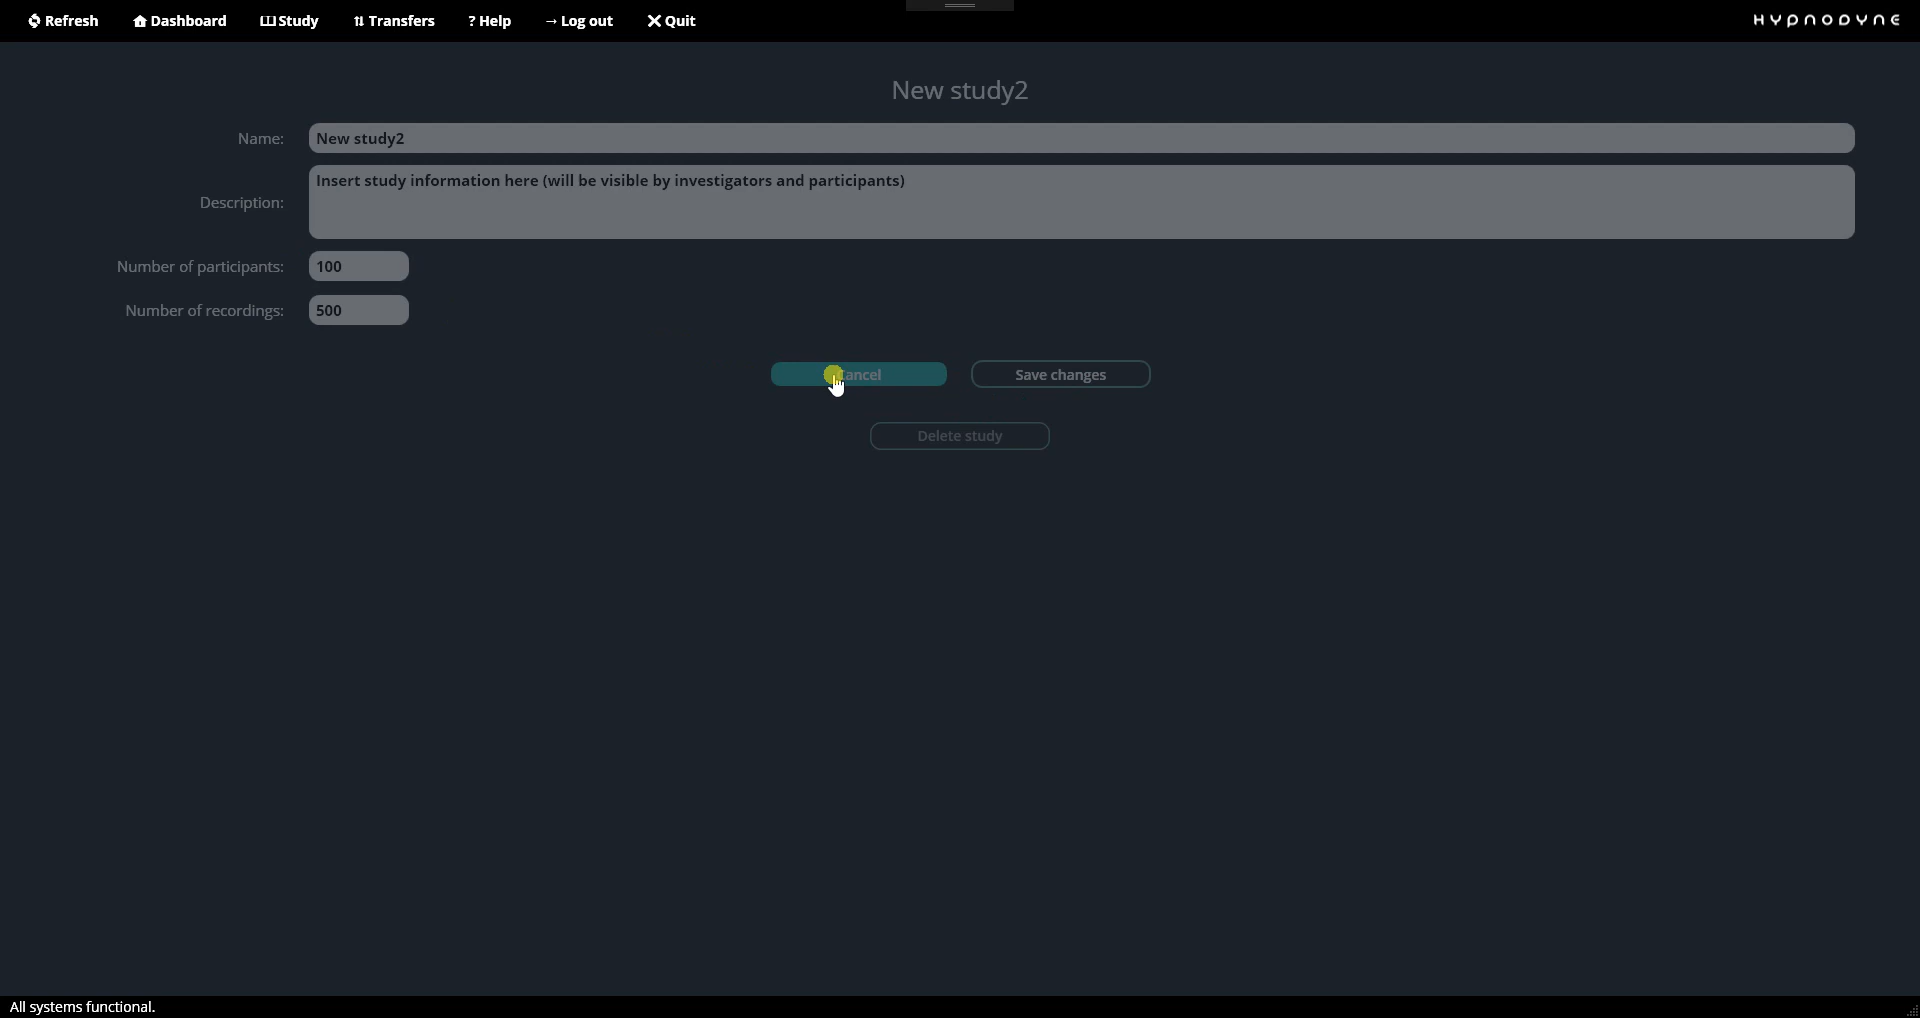 Refresh Dashboard Study Transfers ? Help → Log out Quit HYPNODYNE
New study2
Name: New study2
Description: Insert study information here (will be visible by investigators and participants)
Number of participants: 100
Number of recordings: 500
Cancel Save changes
Delete study
All systems functional.